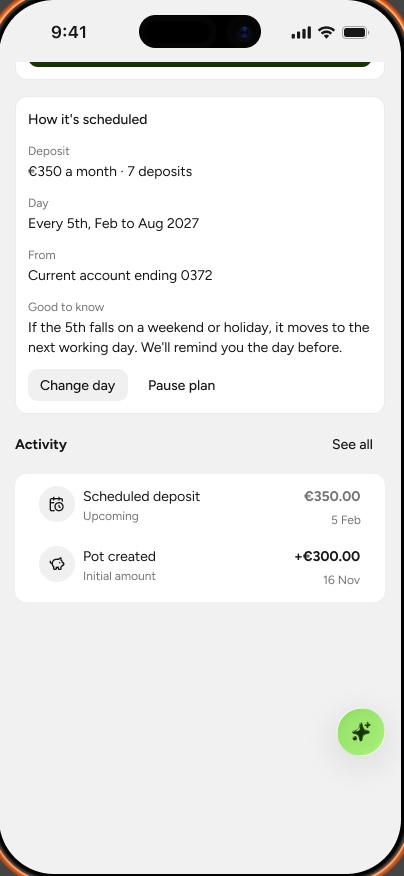 9:41
How it's scheduled
Deposit
€350 a month · 7 deposits
Day
Every 5th, Feb to Aug 2027
From
Current account ending 0372
Good to know
If the 5th falls on a weekend or holiday, it moves to the
next working day. We'll remind you the day before.
Change day Pause plan
Activity See all
Scheduled deposit €350.00
Upcoming 5 Feb
Pot created +€300.00
Initial amount 16 Nov